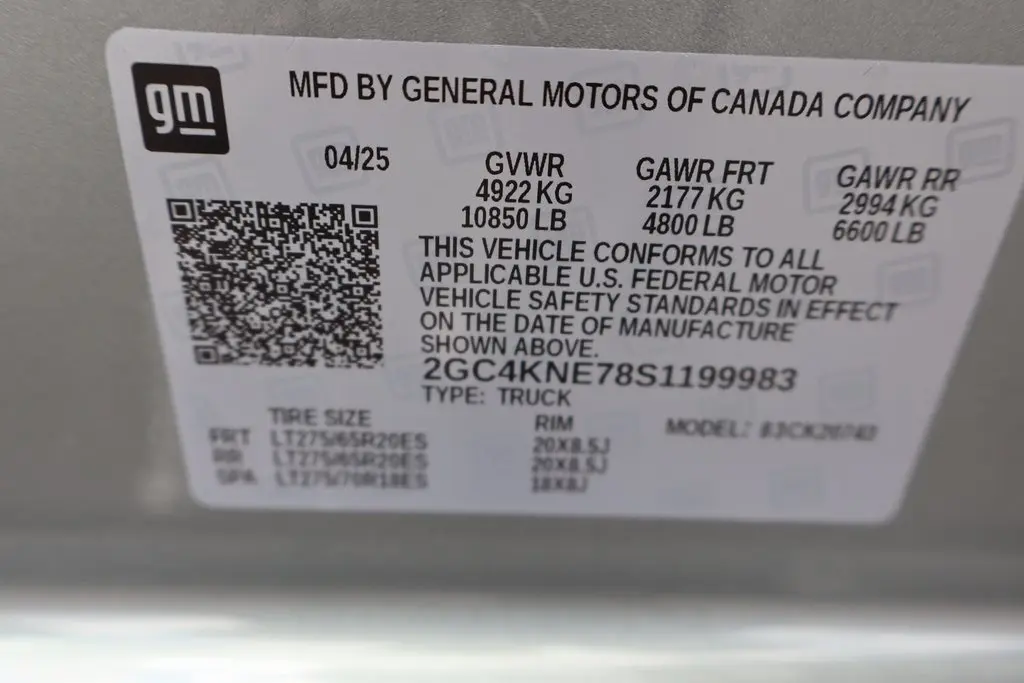 gm
MFD BY GENERAL MOTORS OF CANADA COMPANY
04/25
GVWR GAWR FRT GAWR RR
4922 KG 2177 KG 2994 KG
10850 LB 4800 LB 6600 LB
THIS VEHICLE CONFORMS TO ALL
APPLICABLE U.S. FEDERAL MOTOR
VEHICLE SAFETY STANDARDS IN EFFECT
ON THE DATE OF MANUFACTURE
SHOWN ABOVE.
2GC4KNE78S1199983
TYPE: TRUCK
TIRE SIZE RIM MODEL:
FRT LT275/65R20ES 20X8.5J
RR LT275/65R20ES 20X8.5J
SPA LT275/70R18ES 18X8J